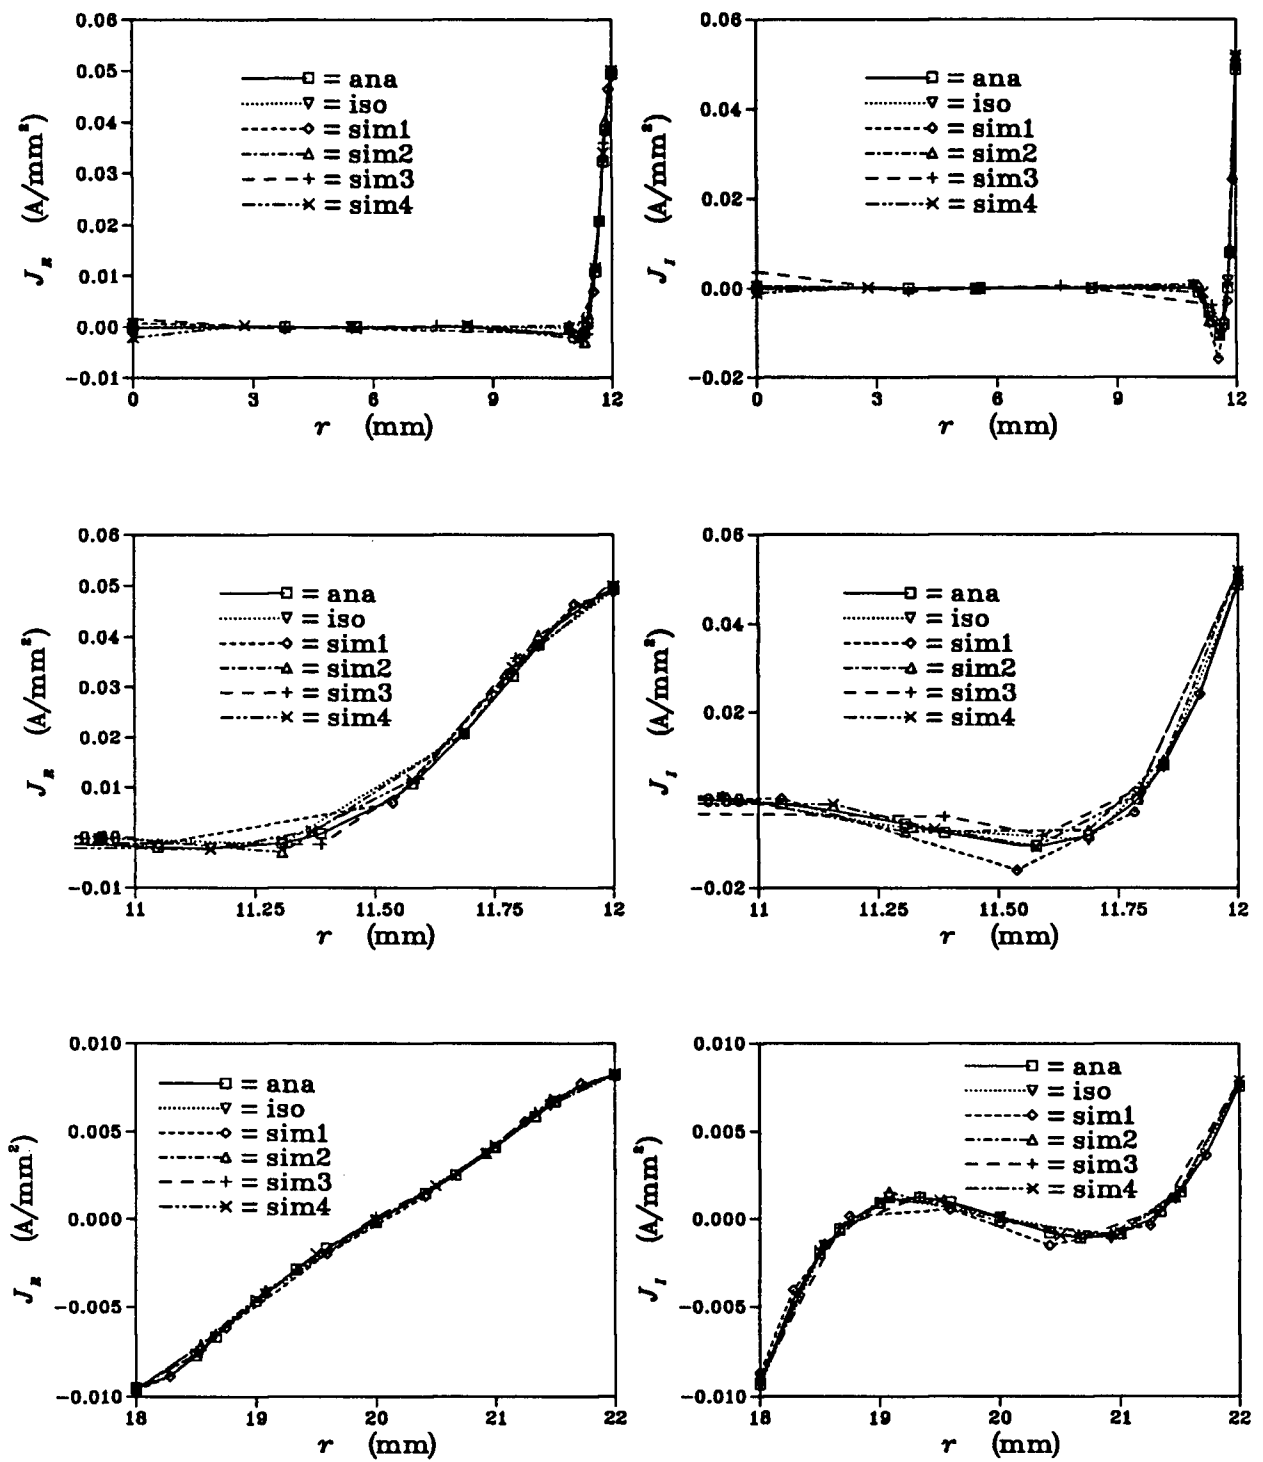 0.06
0.05
0.04
0.03
0.02
0.01
0.00
−0.01
J_R (A/mm²)
= ana
= iso
= sim1
= sim2
= sim3
= sim4
0 3 6 9 12
r (mm)
0.06
0.04
0.02
0.00
−0.02
J_I (A/mm²)
= ana
= iso
= sim1
= sim2
= sim3
= sim4
0 3 6 9 12
r (mm)
0.06
0.05
0.04
0.03
0.02
0.01
0.00
−0.01
J_R (A/mm²)
= ana
= iso
= sim1
= sim2
= sim3
= sim4
11 11.25 11.50 11.75 12
r (mm)
0.06
0.04
0.02
0.00
−0.02
J_I (A/mm²)
= ana
= iso
= sim1
= sim2
= sim3
= sim4
11 11.25 11.50 11.75 12
r (mm)
0.010
0.005
0.000
−0.005
−0.010
J_R (A/mm²)
= ana
= iso
= sim1
= sim2
= sim3
= sim4
18 19 20 21 22
r (mm)
0.010
0.005
0.000
−0.005
−0.010
J_I (A/mm²)
= ana
= iso
= sim1
= sim2
= sim3
= sim4
18 19 20 21 22
r (mm)